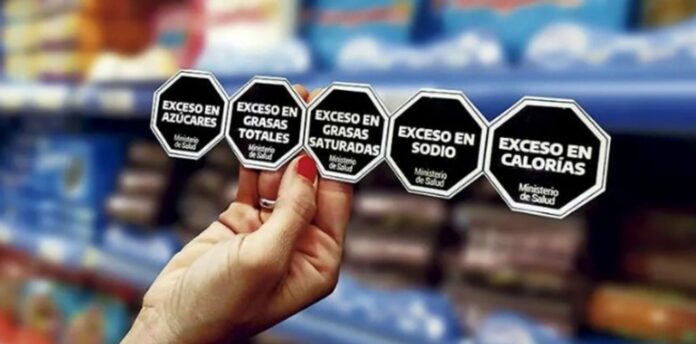 EXCESO EN
AZÚCARES
Ministerio
de Salud
EXCESO EN
GRASAS
TOTALES
Ministerio
de Salud
EXCESO EN
GRASAS
SATURADAS
Ministerio
de Salud
EXCESO EN
SODIO
Ministerio
de Salud
EXCESO EN
CALORÍAS
Ministerio
de Salud